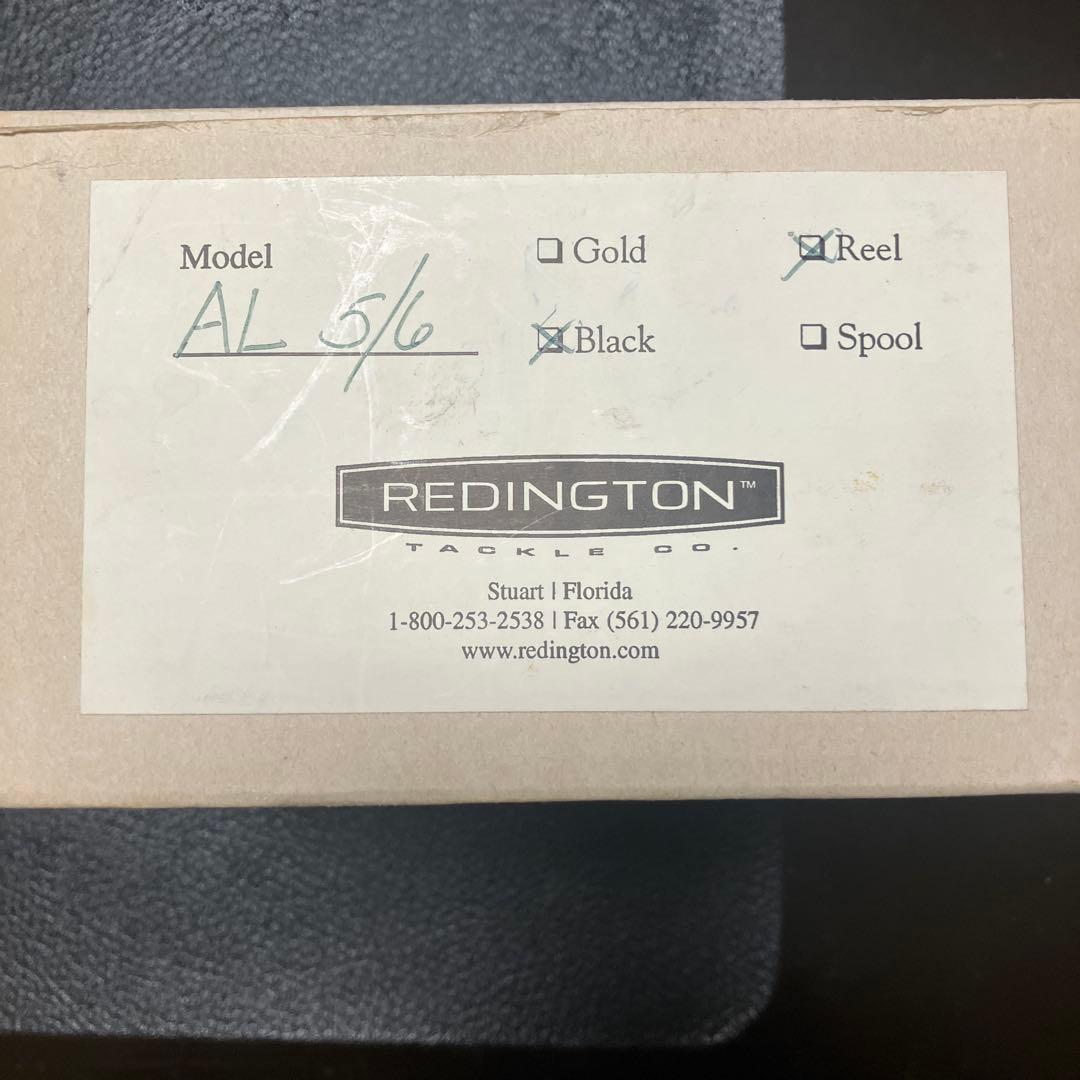 Model
AL 5/6
☐ Gold
☒ Black
☒ Reel
☐ Spool
REDINGTON™
TACKLE CO.
Stuart | Florida
1-800-253-2538 | Fax (561) 220-9957
www.redington.com